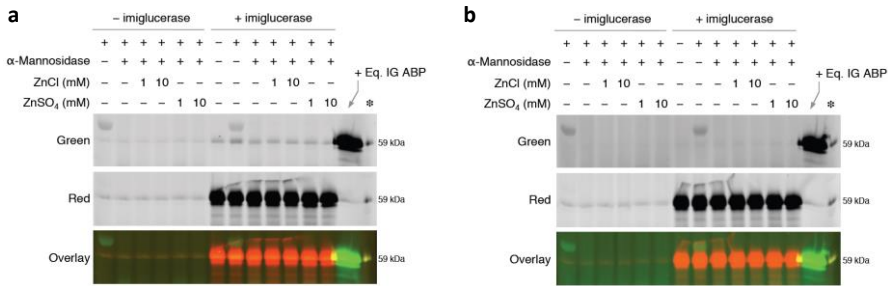 a
− imiglucerase + imiglucerase
+ + + + + + − + + + + + +
α-Mannosidase − + + + + + − − + + + + +
+ Eq. IG ABP
ZnCl (mM) − − 1 10 − − − − − 1 10 − −
ZnSO₄ (mM) − − − − 1 10 − − − − − 1 10 *
Green 59 kDa
Red 59 kDa
Overlay 59 kDa
b
− imiglucerase + imiglucerase
+ + + + + + − + + + + + +
α-Mannosidase − + + + + + − − + + + + +
+ Eq. IG ABP
ZnCl (mM) − − 1 10 − − − − − 1 10 − −
ZnSO₄ (mM) − − − − 1 10 − − − − − 1 10 *
Green 59 kDa
Red 59 kDa
Overlay 59 kDa